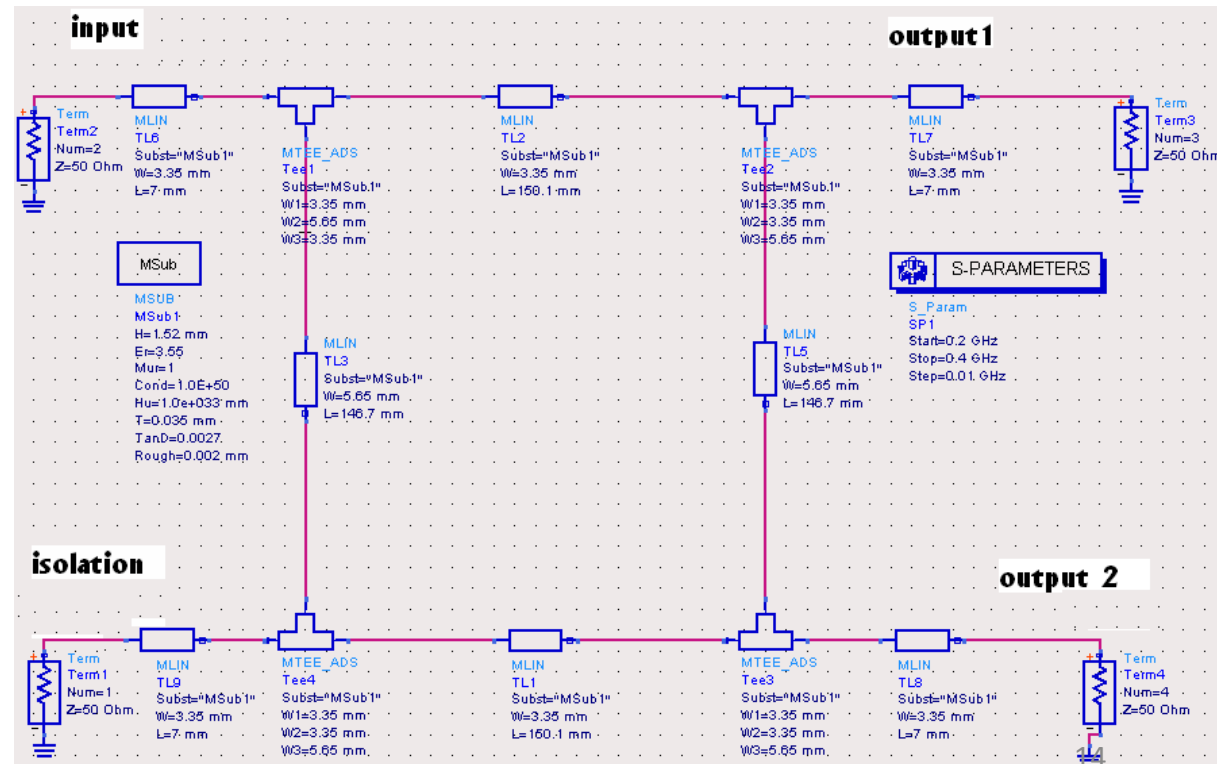 input
output1
Term
Term2
Num=2
Z=50 Ohm
MLIN
TL6
Subst="MSub1"
W=3.35 mm
L=7 mm
MTEE_ADS
Tee1
Subst="MSub1"
W1=3.35 mm
W2=5.65 mm
W3=3.35 mm
MLIN
TL2
Subst="MSub1"
W=3.35 mm
L=150.1 mm
MTEE_ADS
Tee2
Subst="MSub1"
W1=3.35 mm
W2=3.35 mm
W3=5.65 mm
MLIN
TL7
Subst="MSub1"
W=3.35 mm
L=7 mm
Term
Term3
Num=3
Z=50 Ohm
MSub
MSUB
MSub1
H=1.52 mm
Er=3.55
Mur=1
Cond=1.0E+50
Hu=1.0e+033 mm
T=0.035 mm
TanD=0.0027
Rough=0.002 mm
MLIN
TL3
Subst="MSub1"
W=5.65 mm
L=146.7 mm
MLIN
TL5
Subst="MSub1"
W=5.65 mm
L=146.7 mm
S-PARAMETERS
S_Param
SP1
Start=0.2 GHz
Stop=0.4 GHz
Step=0.01 GHz
isolation
output 2
Term
Term1
Num=1
Z=50 Ohm
MLIN
TL9
Subst="MSub1"
W=3.35 mm
L=7 mm
MTEE_ADS
Tee4
Subst="MSub1"
W1=3.35 mm
W2=3.35 mm
W3=5.65 mm
MLIN
TL1
Subst="MSub1"
W=3.35 mm
L=150.1 mm
MTEE_ADS
Tee3
Subst="MSub1"
W1=3.35 mm
W2=3.35 mm
W3=5.65 mm
MLIN
TL8
Subst="MSub1"
W=3.35 mm
L=7 mm
Term
Term4
Num=4
Z=50 Ohm
14